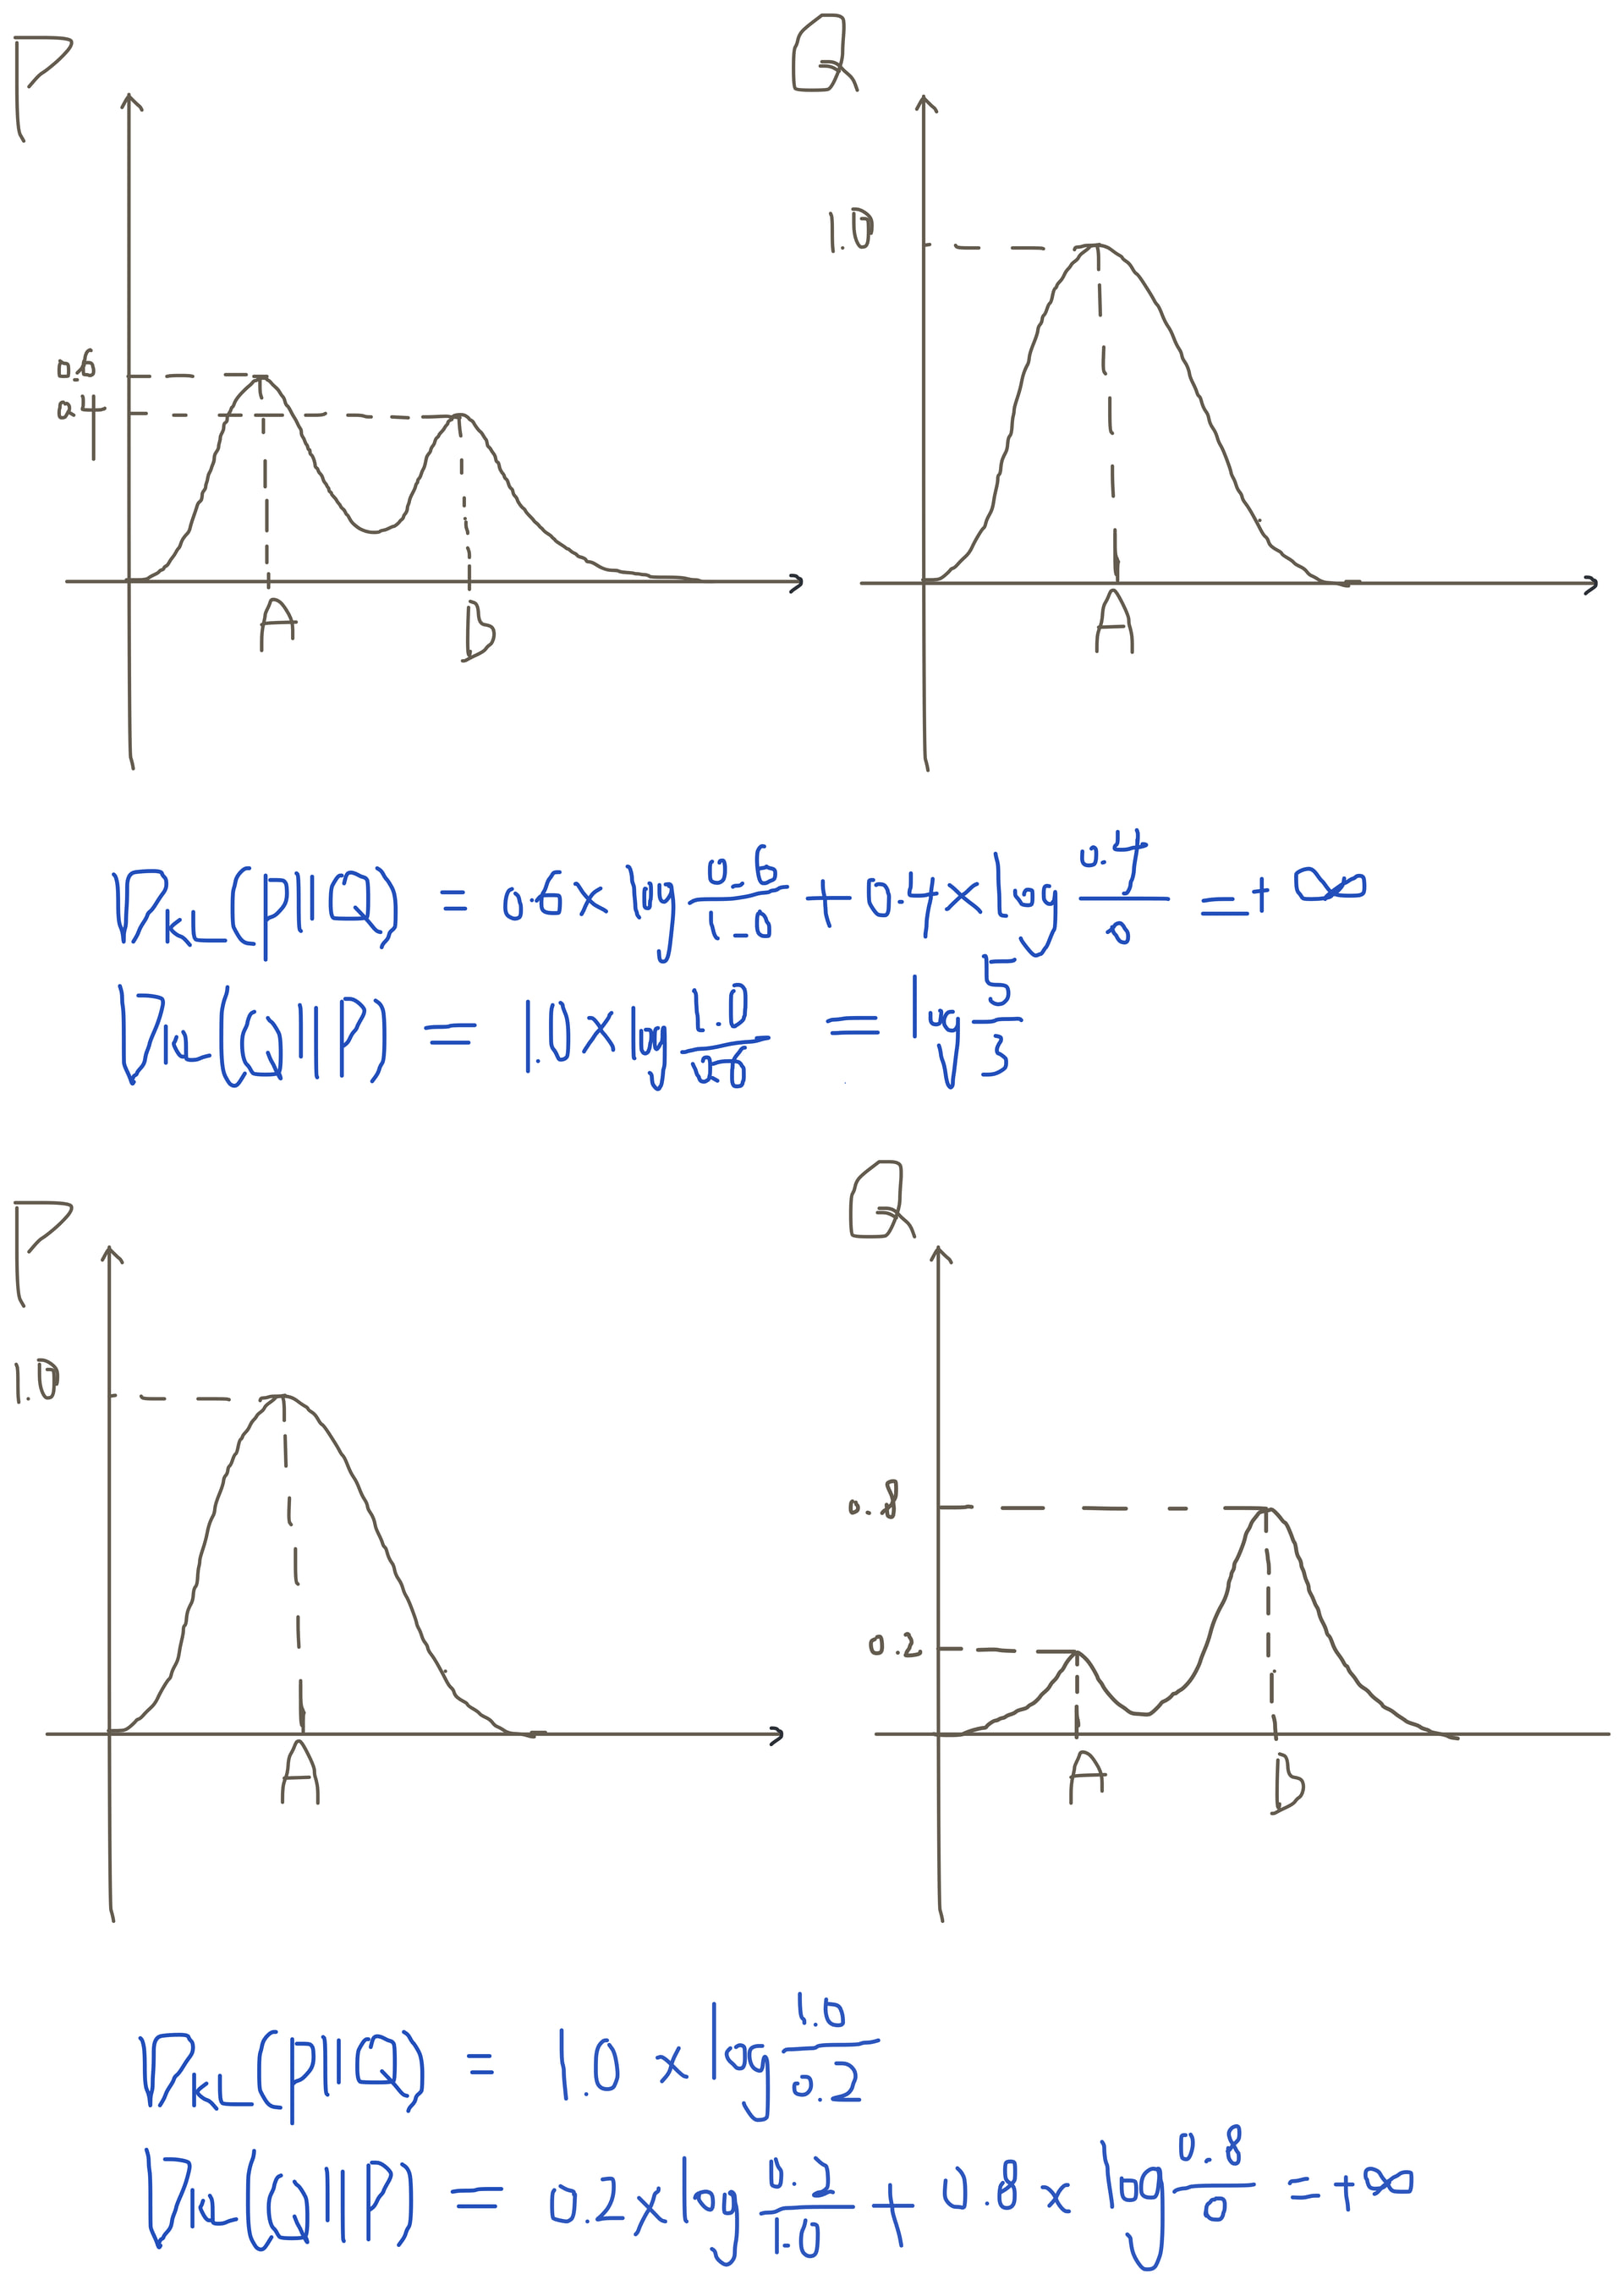 P
Q
1.0
0.6
0.4
A
B
A
D_KL(P||Q) = 0.6 × log 0.6/1.0 + 0.4 × log 0.4/0 = +∞
D_KL(Q||P) = 1.0 × log 1.0/0.6 = log 5/3
P
Q
1.0
0.8
0.2
A
A
B
D_KL(P||Q) = 1.0 × log 1.0/0.2
D_KL(Q||P) = 0.2 × log 0.2/1.0 + 0.8 × log 0.8/0 = +∞